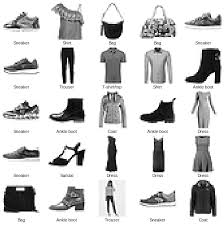 Sneaker Shirt Bag Bag Sneaker
Sneaker Trouser T-shirt/top Shirt Ankle boot
Sneaker Ankle boot Coat Dress Dress
Sneaker Sandal Dress Dress Dress
Bag Ankle boot Trouser Sneaker Coat